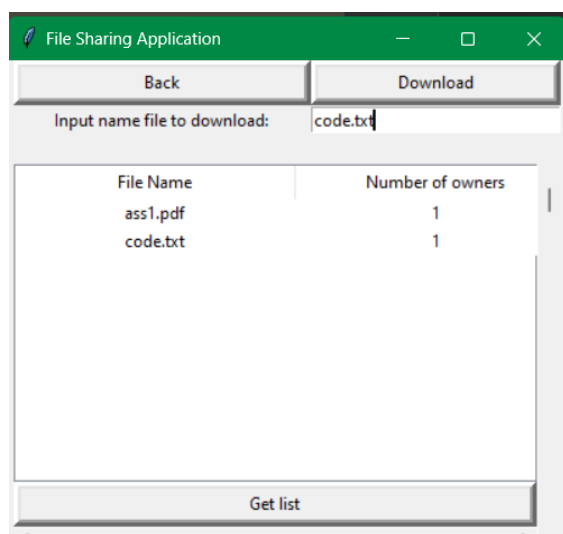 File Sharing Application
Back Download
Input name file to download: code.txt
File Name Number of owners
ass1.pdf 1
code.txt 1
Get list